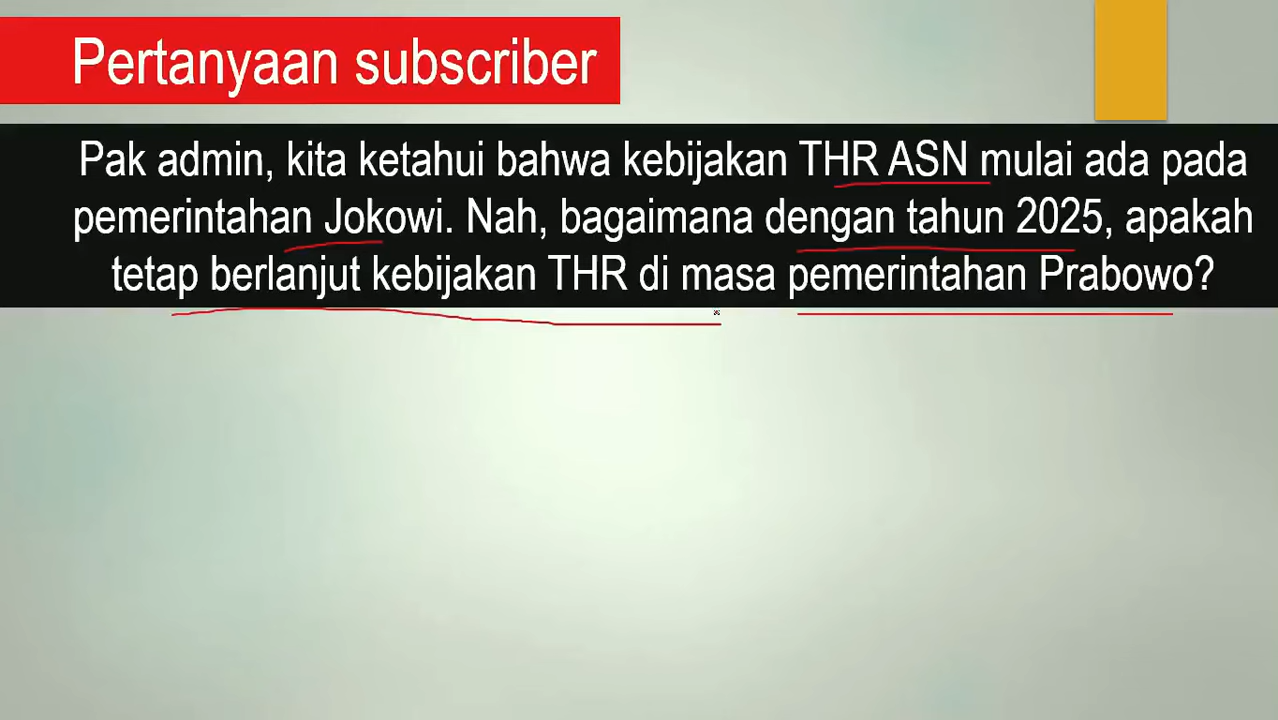 Pertanyaan subscriber
Pak admin, kita ketahui bahwa kebijakan THR ASN mulai ada pada
pemerintahan Jokowi. Nah, bagaimana dengan tahun 2025, apakah
tetap berlanjut kebijakan THR di masa pemerintahan Prabowo?